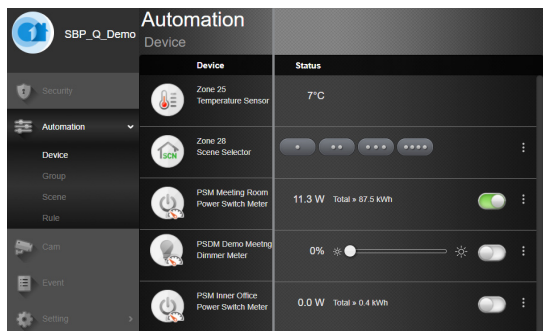 SBP_Q_Demo
Automation
Device
Security
Automation
Device
Group
Scene
Rule
Cam
Event
Setting
Device Status
Zone 25
Temperature Sensor
7°C
Zone 28
SCN
Scene Selector
PSM Meeting Room
Power Switch Meter
11.3 W Total » 87.5 kWh
PSDM Demo Meetng
Dimmer Meter
0%
PSM Inner Office
Power Switch Meter
0.0 W Total » 0.4 kWh